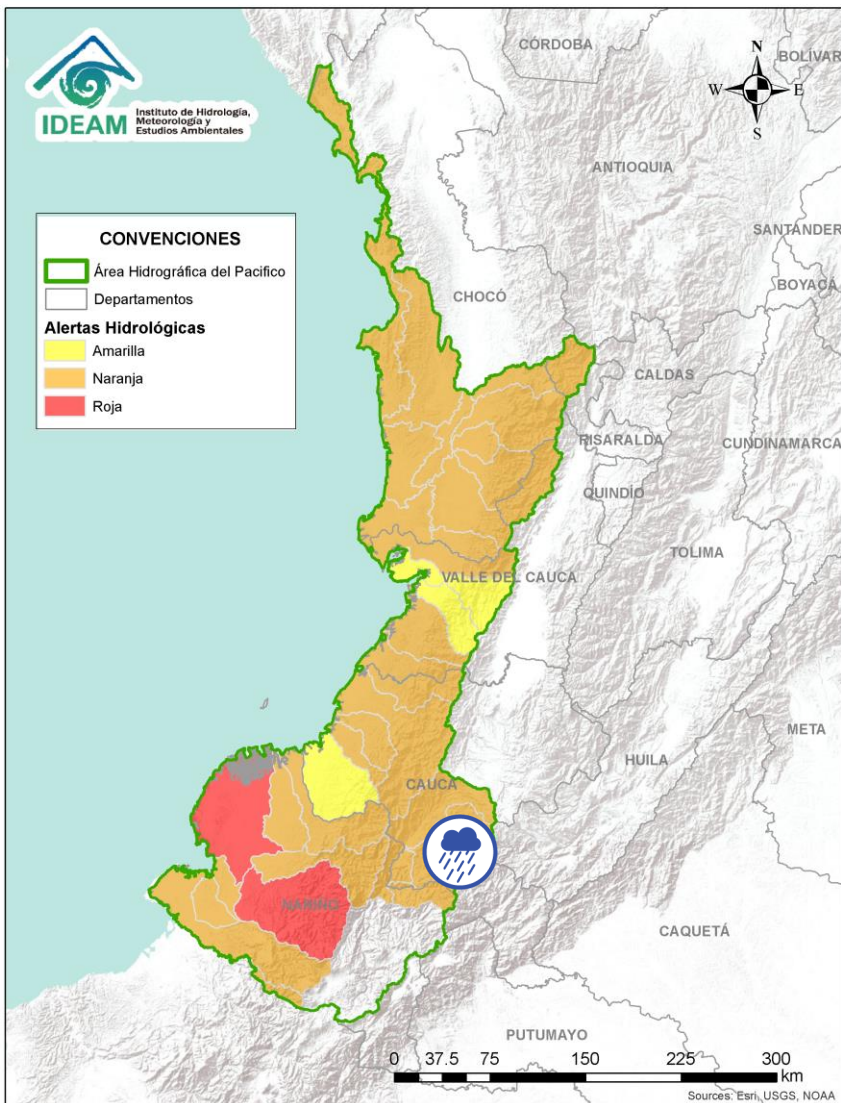 IDEAM
Instituto de Hidrología,
Meteorología y
Estudios Ambientales
N
W
E
S
CÓRDOBA
BOLÍVAR
ANTIOQUIA
SANTANDER
BOYACÁ
CHOCÓ
CALDAS
RISARALDA
CUNDINAMARCA
QUINDÍO
TOLIMA
VALLE DEL CAUCA
META
HUILA
CAUCA
NARIÑO
CAQUETÁ
PUTUMAYO
CONVENCIONES
Área Hidrográfica del Pacifico
Departamentos
Alertas Hidrológicas
Amarilla
Naranja
Roja
0 37.5 75 150 225 300
km
Sources: Esri, USGS, NOAA